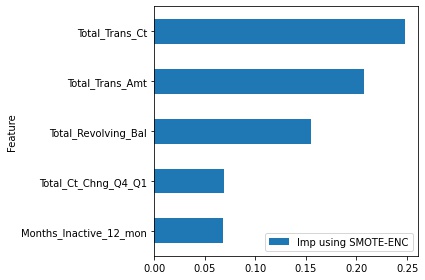 Total_Trans_Ct
Total_Trans_Amt
Total_Revolving_Bal
Total_Ct_Chng_Q4_Q1
Months_Inactive_12_mon
Feature
Imp using SMOTE-ENC
0.00 0.05 0.10 0.15 0.20 0.25